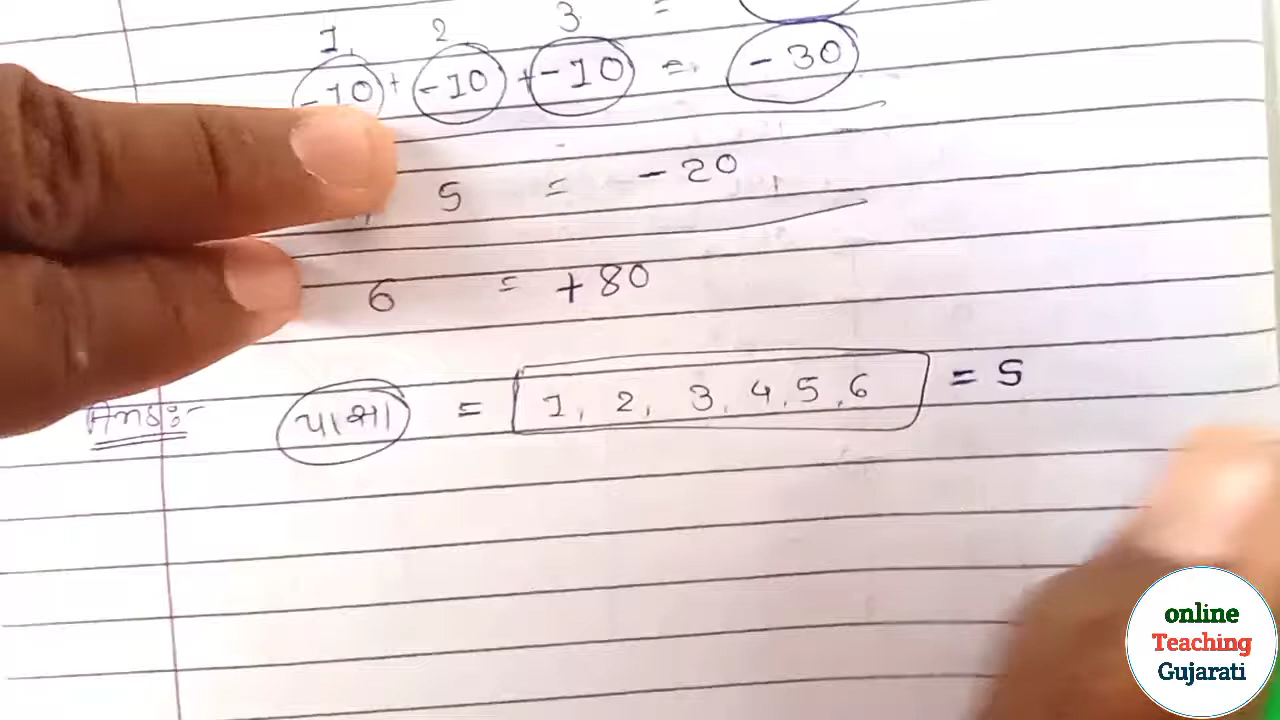 1, 2 3 =
-10 + -10 + -10 = -30
5 = -20
6 = +80
Ans:- પાસા = 1, 2, 3, 4, 5, 6 = S
online
Teaching
Gujarati